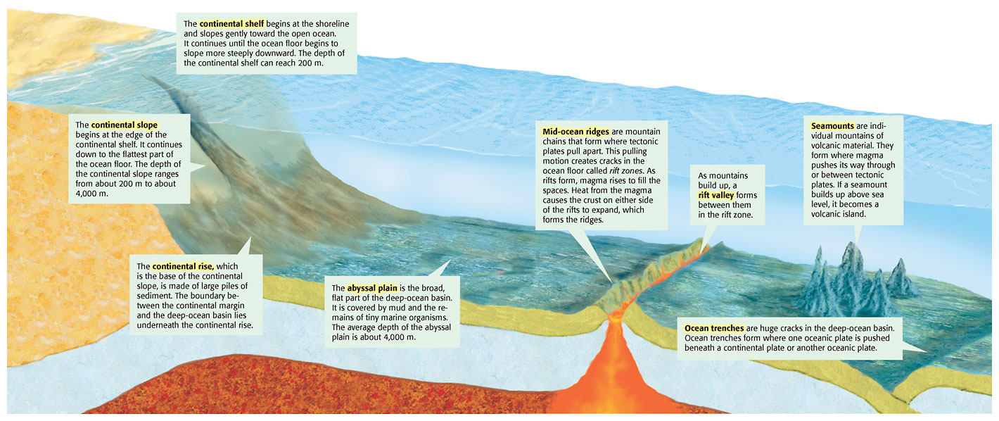 The continental shelf begins at the shoreline
and slopes gently toward the open ocean.
It continues until the ocean floor begins to
slope more steeply downward. The depth of
the continental shelf can reach 200 m.
The continental slope
begins at the edge of the
continental shelf. It continues
down to the flattest part of
the ocean floor. The depth of
the continental slope ranges
from about 200 m to about
4,000 m.
The continental rise, which
is the base of the continental
slope, is made of large piles of
sediment. The boundary be-
tween the continental margin
and the deep-ocean basin lies
underneath the continental rise.
The abyssal plain is the broad,
flat part of the deep-ocean basin.
It is covered by mud and the re-
mains of tiny marine organisms.
The average depth of the abyssal
plain is about 4,000 m.
Mid-ocean ridges are mountain
chains that form where tectonic
plates pull apart. This pulling
motion creates cracks in the
ocean floor called rift zones. As
rifts form, magma rises to fill the
spaces. Heat from the magma
causes the crust on either side
of the rifts to expand, which
forms the ridges.
As mountains
build up, a
rift valley forms
between them
in the rift zone.
Seamounts are indi-
vidual mountains of
volcanic material. They
form where magma
pushes its way through
or between tectonic
plates. If a seamount
builds up above sea
level, it becomes a
volcanic island.
Ocean trenches are huge cracks in the deep-ocean basin.
Ocean trenches form where one oceanic plate is pushed
beneath a continental plate or another oceanic plate.